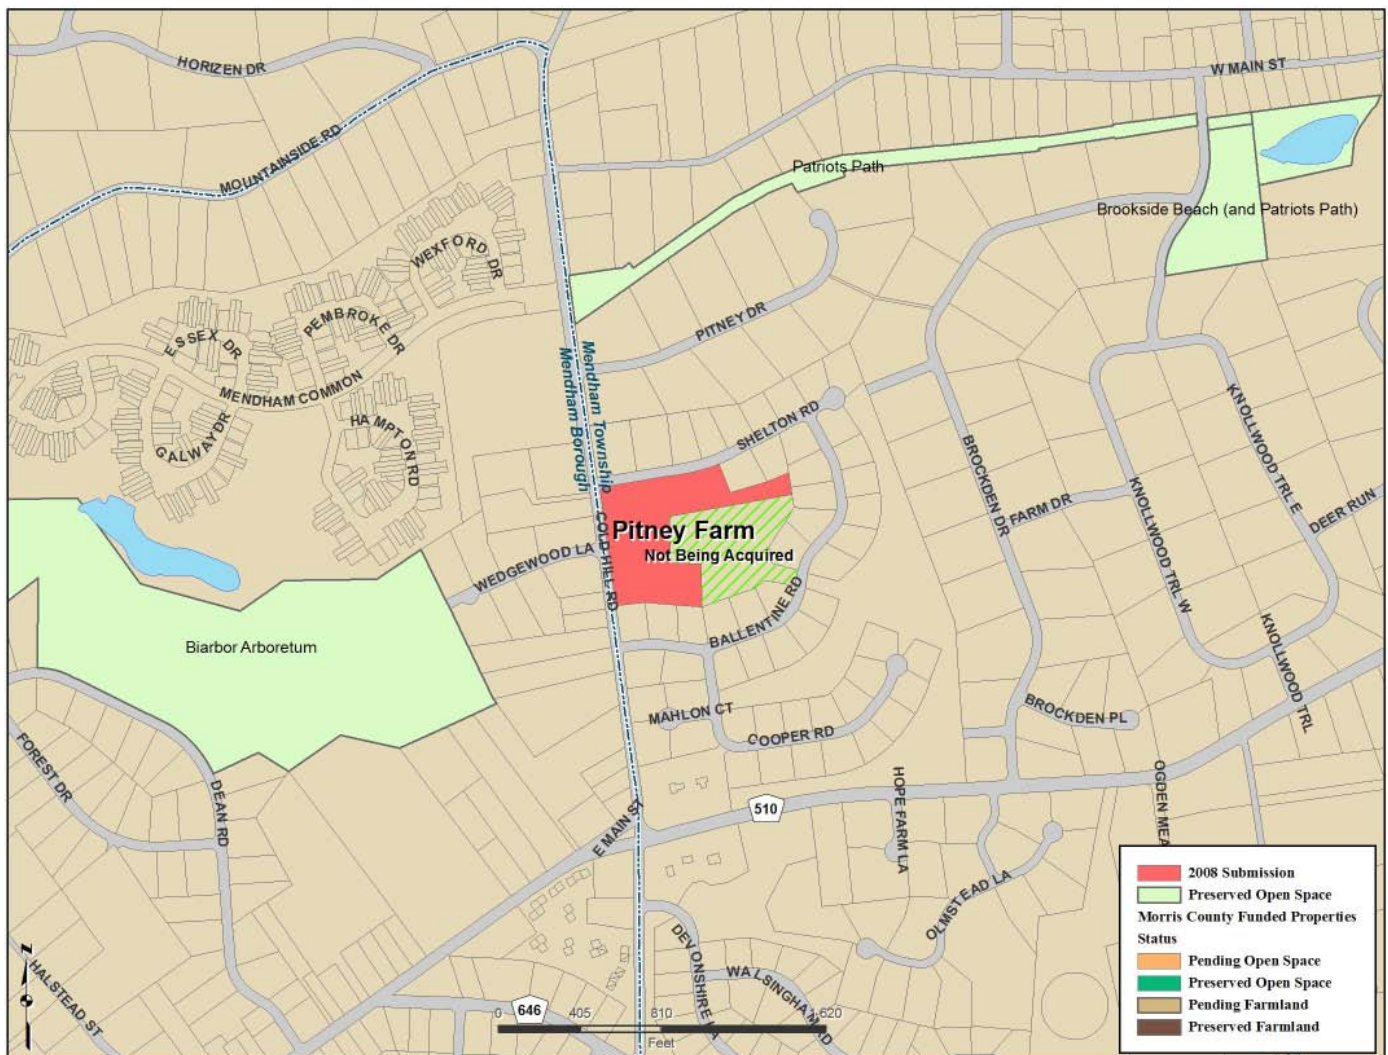 HORIZEN DR
W MAIN ST
MOUNTAINSIDE RD
Patriots Path
Brookside Beach (and Patriots Path)
WEXFORD DR
PEMBROKE DR
ESSEX DR
PITNEY DR
Mendham Township
Mendham Borough
MENDHAM COMMON
GALWAY DR
HAMPTON RD
SHELTON RD
KNOLLWOOD TRL E
BROCKDEN DR
FARM DR
DEER RUN
KNOLLWOOD TRL W
Pitney Farm
Not Being Acquired
COLD HILL RD
WEDGEWOOD LA
BALLENTINE RD
Biarbor Arboretum
KNOLLWOOD TRL
MAHLON CT
COOPER RD
BROCKDEN PL
FOREST DR
DEAN RD
E MAIN ST
510
HOPE FARM LA
OGDEN MEA
OLMSTEAD LA
DEVONSHIRE LA
WALSINGHAM RD
HALSTEAD ST
646
N
0 405 810 1,620
Feet
2008 Submission
Preserved Open Space
Morris County Funded Properties
Status
Pending Open Space
Preserved Open Space
Pending Farmland
Preserved Farmland